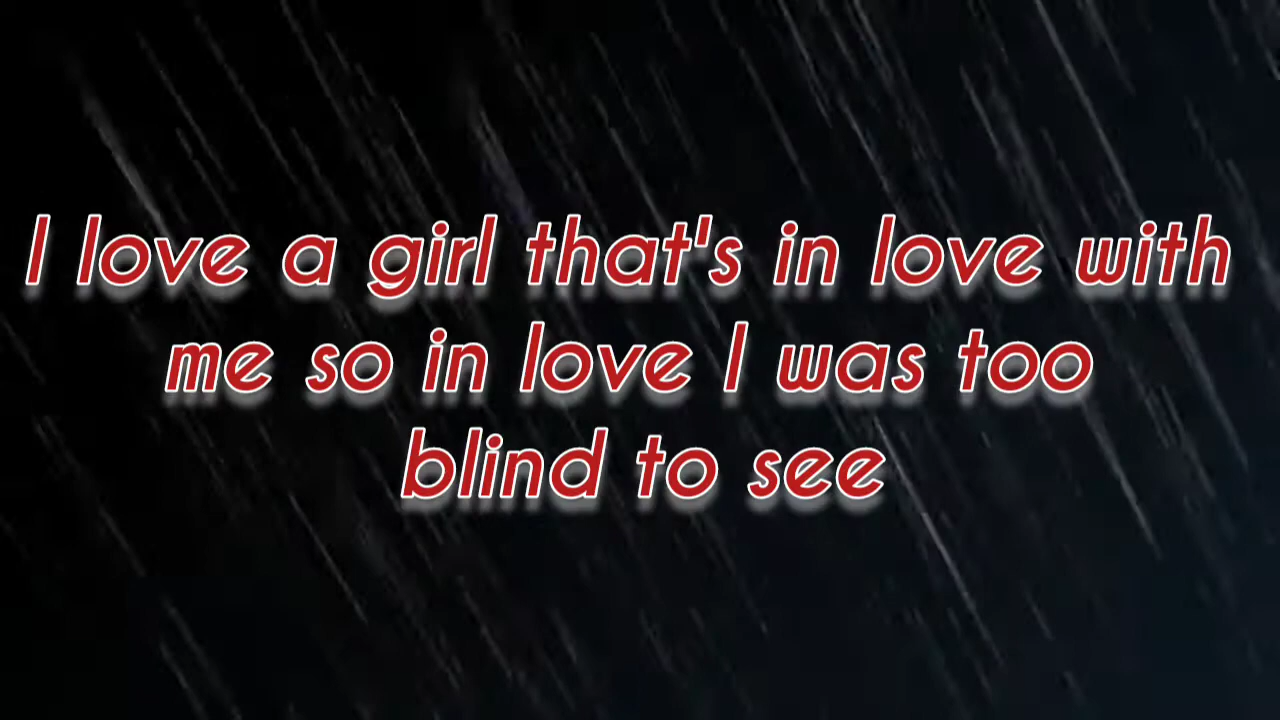 I love a girl that's in love with
me so in love I was too
blind to see